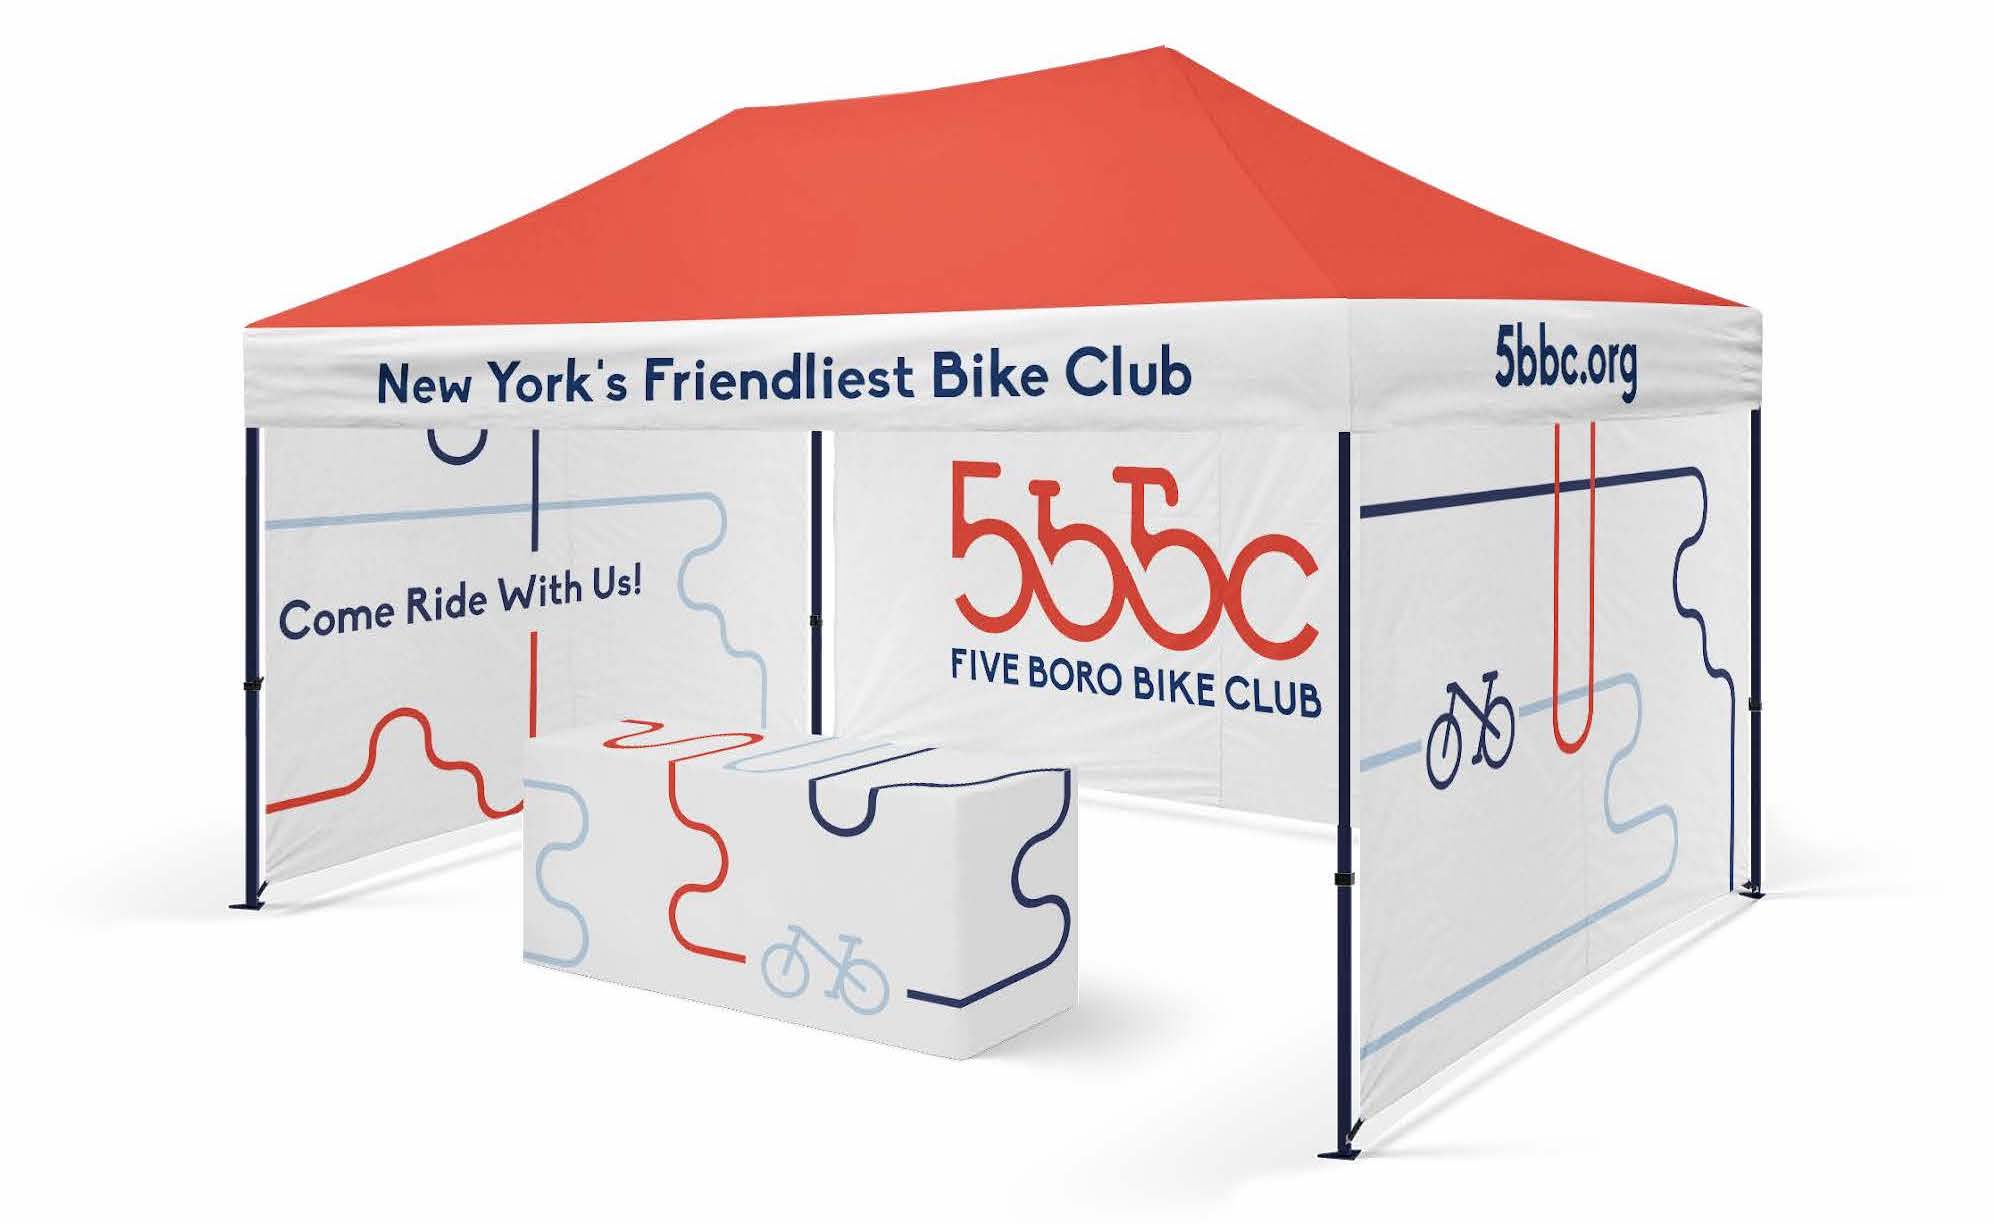 New York's Friendliest Bike Club
5bbc.org
Come Ride With Us!
5bbc
FIVE BORO BIKE CLUB